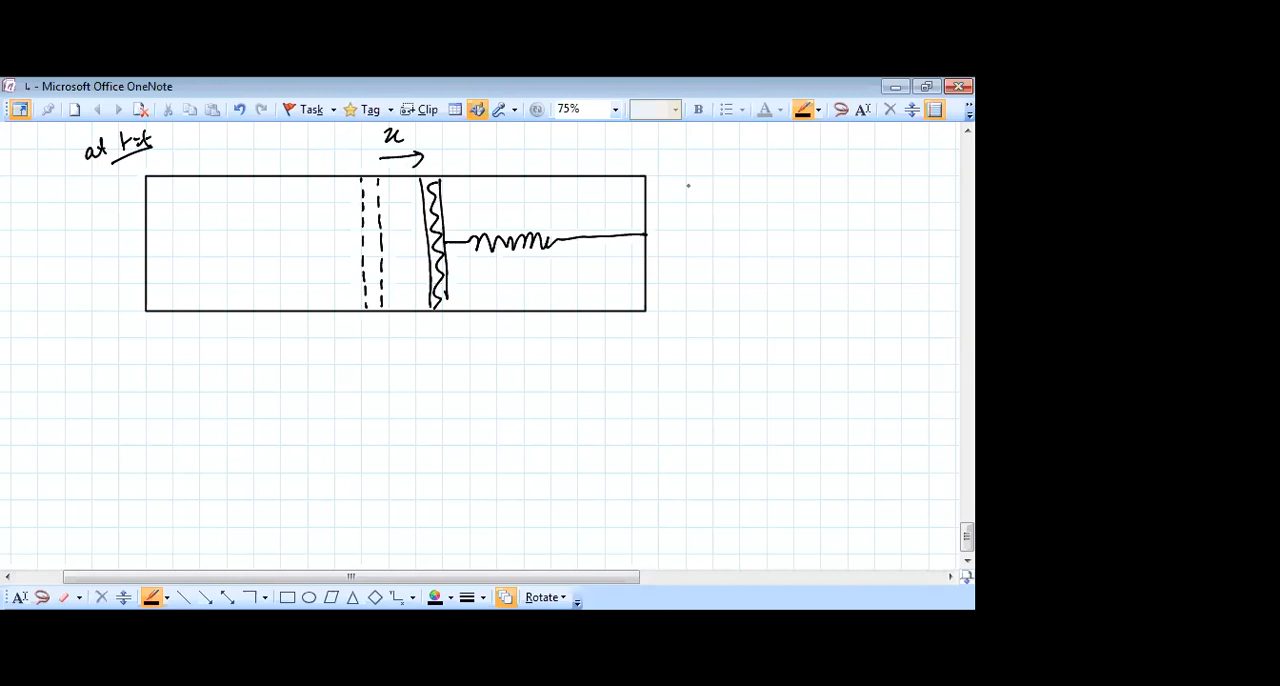 L - Microsoft Office OneNote
Task Tag Clip 75% B A
at t=t
x
Rotate